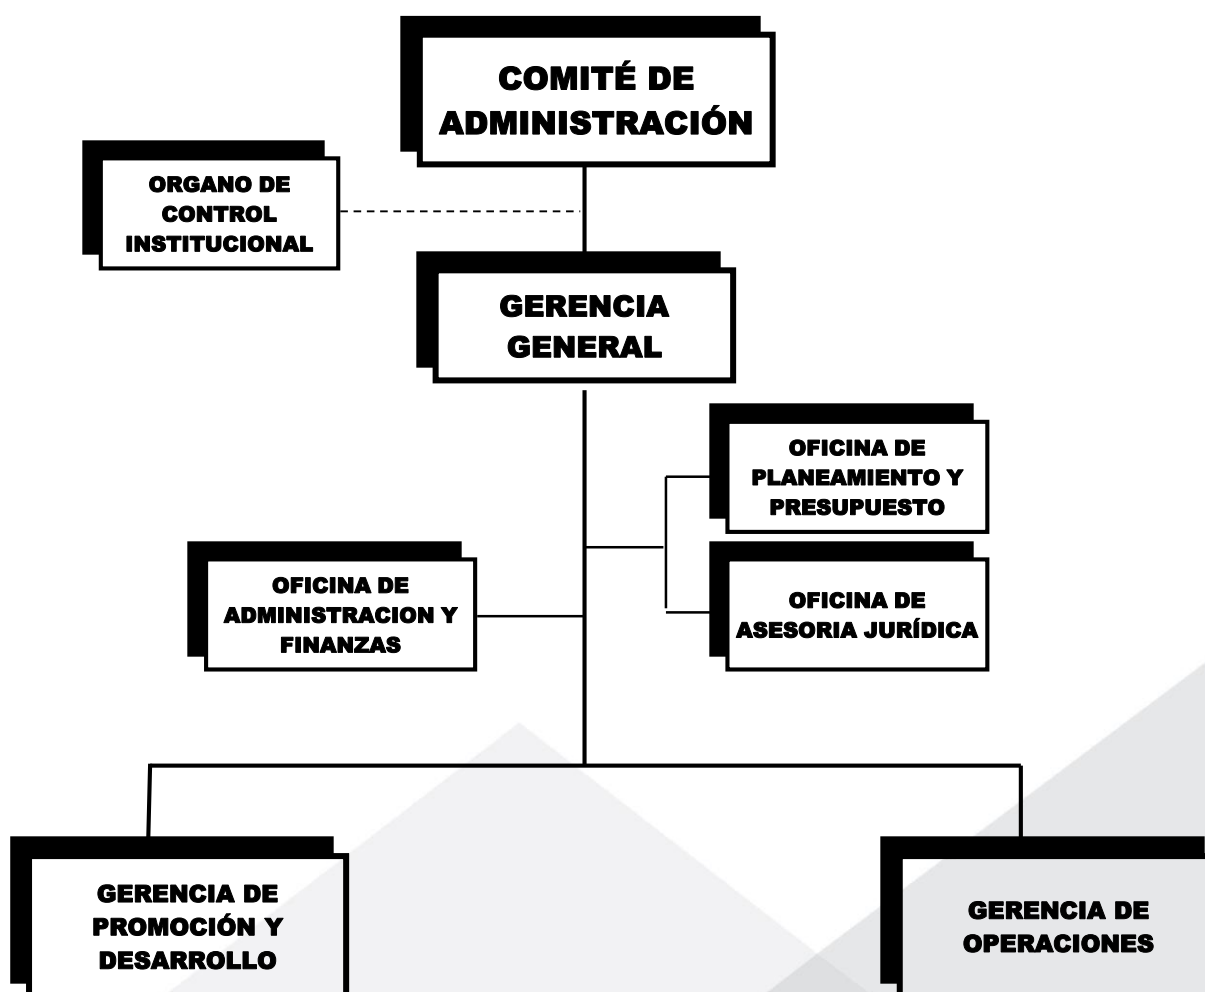 COMITÉ DE
ADMINISTRACIÓN
ORGANO DE
CONTROL
INSTITUCIONAL
GERENCIA
GENERAL
OFICINA DE
PLANEAMIENTO Y
PRESUPUESTO
OFICINA DE
ADMINISTRACION Y
FINANZAS
OFICINA DE
ASESORIA JURÍDICA
GERENCIA DE
PROMOCIÓN Y
DESARROLLO
GERENCIA DE
OPERACIONES